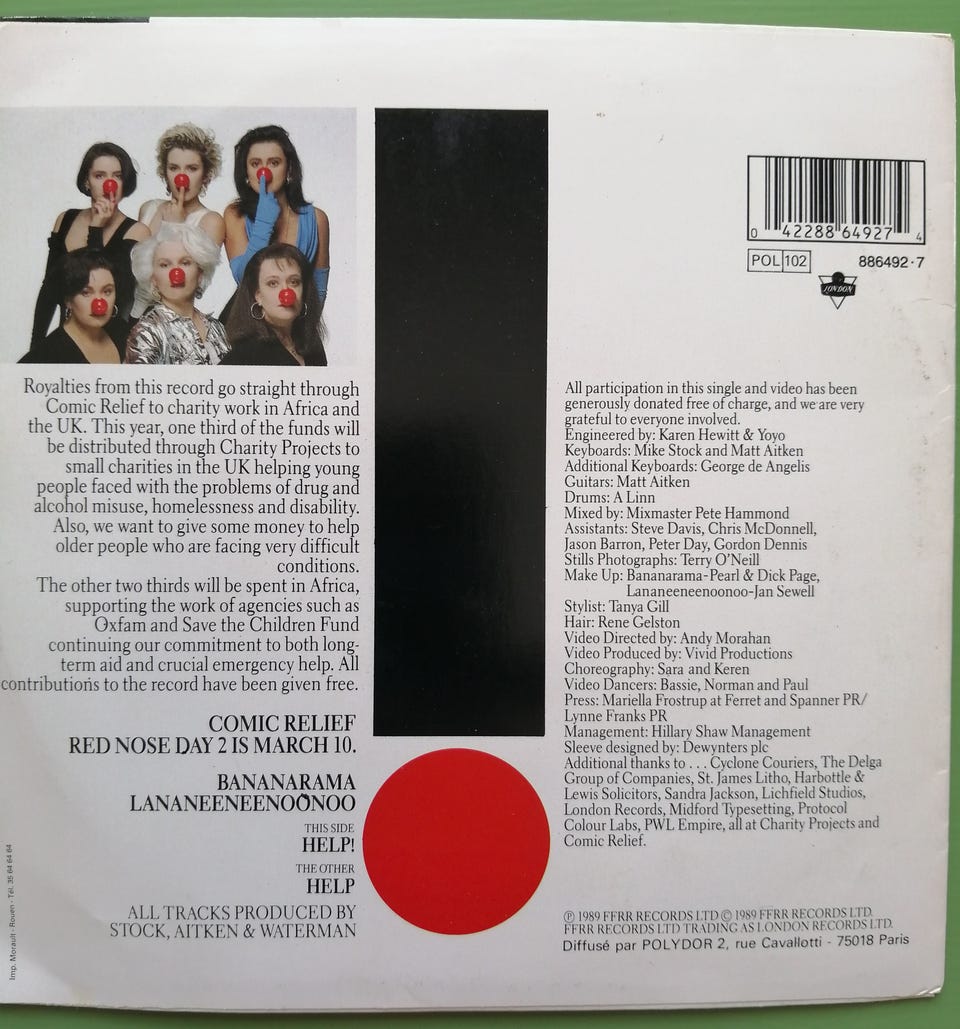 Royalties from this record go straight through
Comic Relief to charity work in Africa and
the UK. This year, one third of the funds will
be distributed through Charity Projects to
small charities in the UK helping young
people faced with the problems of drug and
alcohol misuse, homelessness and disability.
Also, we want to give some money to help
older people who are facing very difficult
conditions.
The other two thirds will be spent in Africa,
supporting the work of agencies such as
Oxfam and Save the Children Fund
continuing our commitment to both long-
term aid and crucial emergency help. All
contributions to the record have been given free.
COMIC RELIEF
RED NOSE DAY 2 IS MARCH 10.
BANANARAMA
LANANEENEENOONOO
THIS SIDE
HELP!
THE OTHER
HELP
ALL TRACKS PRODUCED BY
STOCK, AITKEN & WATERMAN
Imp. Morault - Rouen - Tél. 35 64 64 64
0 42288 64927 4
POL 102
886492-7
LONDON
All participation in this single and video has been
generously donated free of charge, and we are very
grateful to everyone involved.
Engineered by: Karen Hewitt & Yoyo
Keyboards: Mike Stock and Matt Aitken
Additional Keyboards: George de Angelis
Guitars: Matt Aitken
Drums: A Linn
Mixed by: Mixmaster Pete Hammond
Assistants: Steve Davis, Chris McDonnell,
Jason Barron, Peter Day, Gordon Dennis
Stills Photographs: Terry O'Neill
Make Up: Bananarama-Pearl & Dick Page,
Lananeeneenoonoo-Jan Sewell
Stylist: Tanya Gill
Hair: Rene Gelston
Video Directed by: Andy Morahan
Video Produced by: Vivid Productions
Choreography: Sara and Keren
Video Dancers: Bassie, Norman and Paul
Press: Mariella Frostrup at Ferret and Spanner PR/
Lynne Franks PR
Management: Hillary Shaw Management
Sleeve designed by: Dewynters plc
Additional thanks to . . . Cyclone Couriers, The Delga
Group of Companies, St. James Litho, Harbottle &
Lewis Solicitors, Sandra Jackson, Lichfield Studios,
London Records, Midford Typesetting, Protocol
Colour Labs, PWL Empire, all at Charity Projects and
Comic Relief.
℗ 1989 FFRR RECORDS LTD © 1989 FFRR RECORDS LTD.
FFRR RECORDS LTD TRADING AS LONDON RECORDS LTD.
Diffusé par POLYDOR 2, rue Cavallotti - 75018 Paris